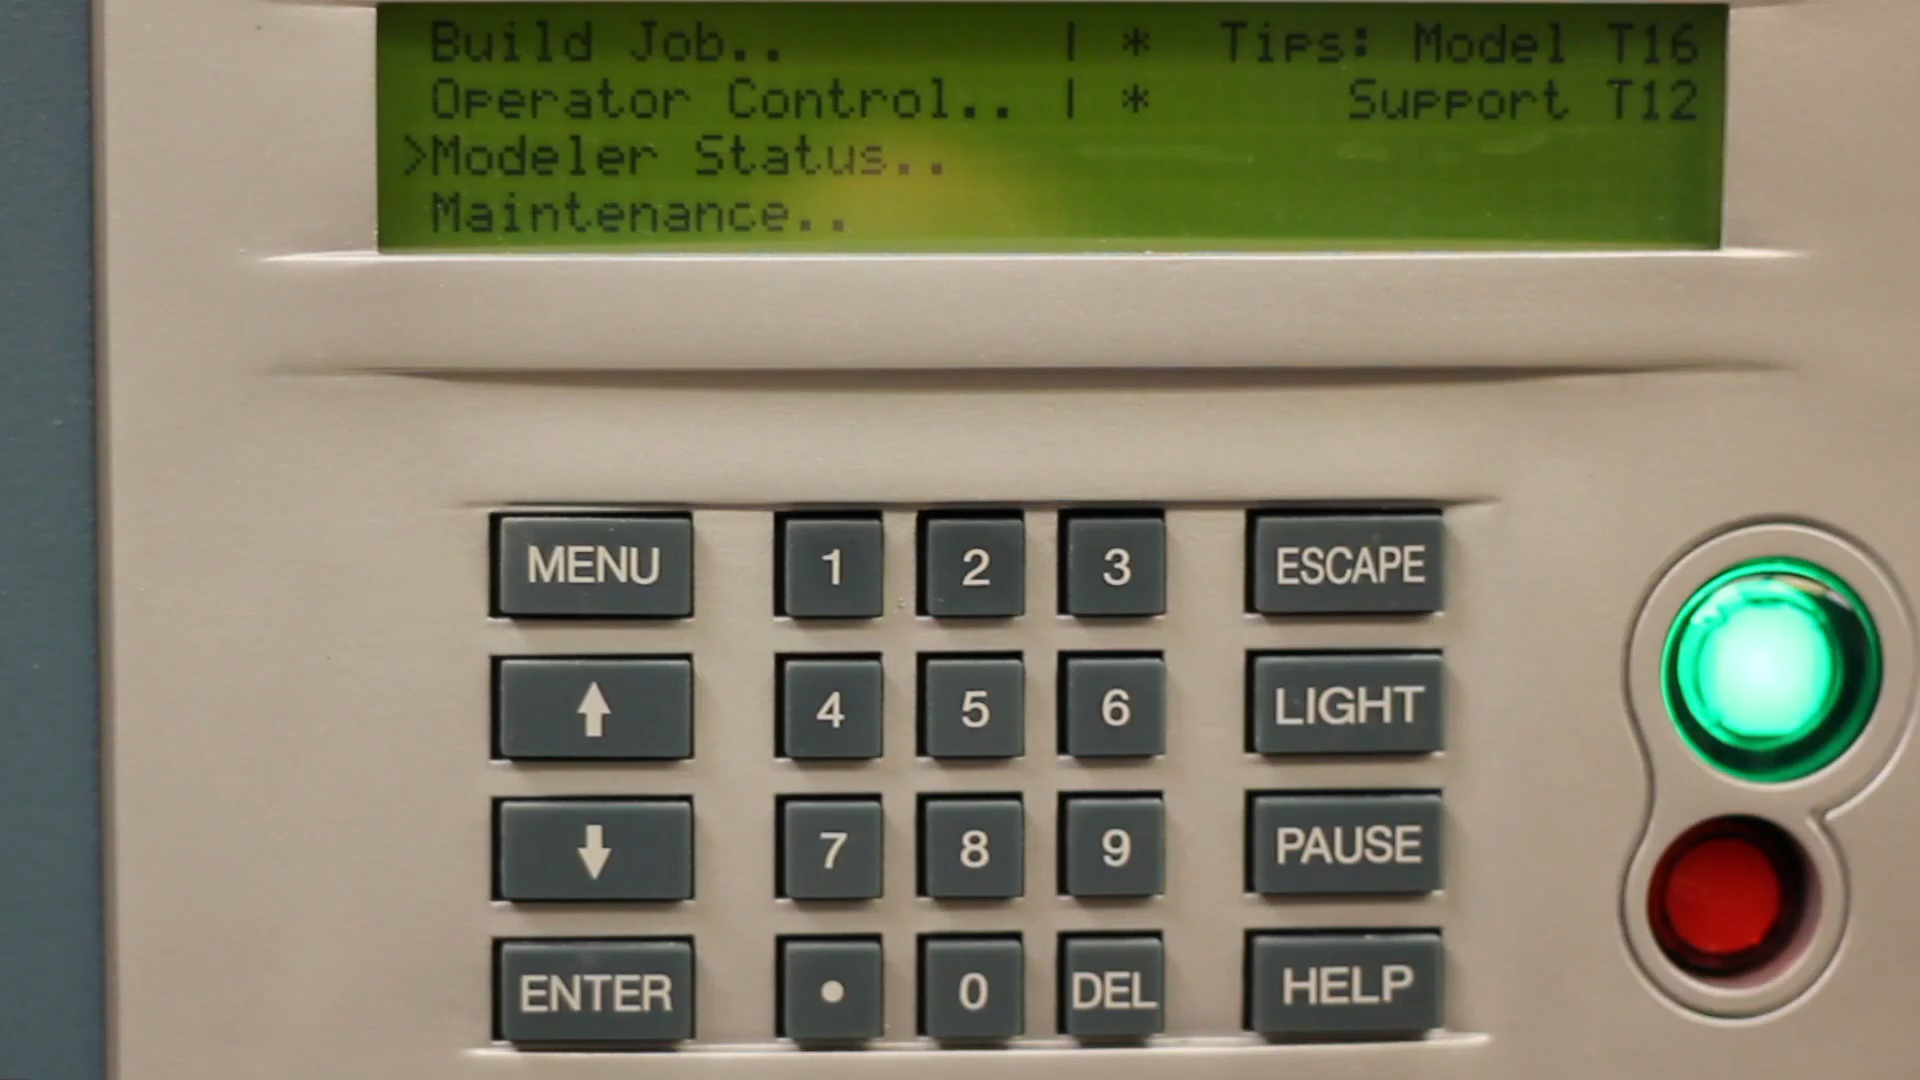 Build Job.. | * Tips: Model T16
Operator Control.. | * Support T12
>Modeler Status..
Maintenance..
MENU 1 2 3 ESCAPE
↑ 4 5 6 LIGHT
↓ 7 8 9 PAUSE
ENTER • 0 DEL HELP